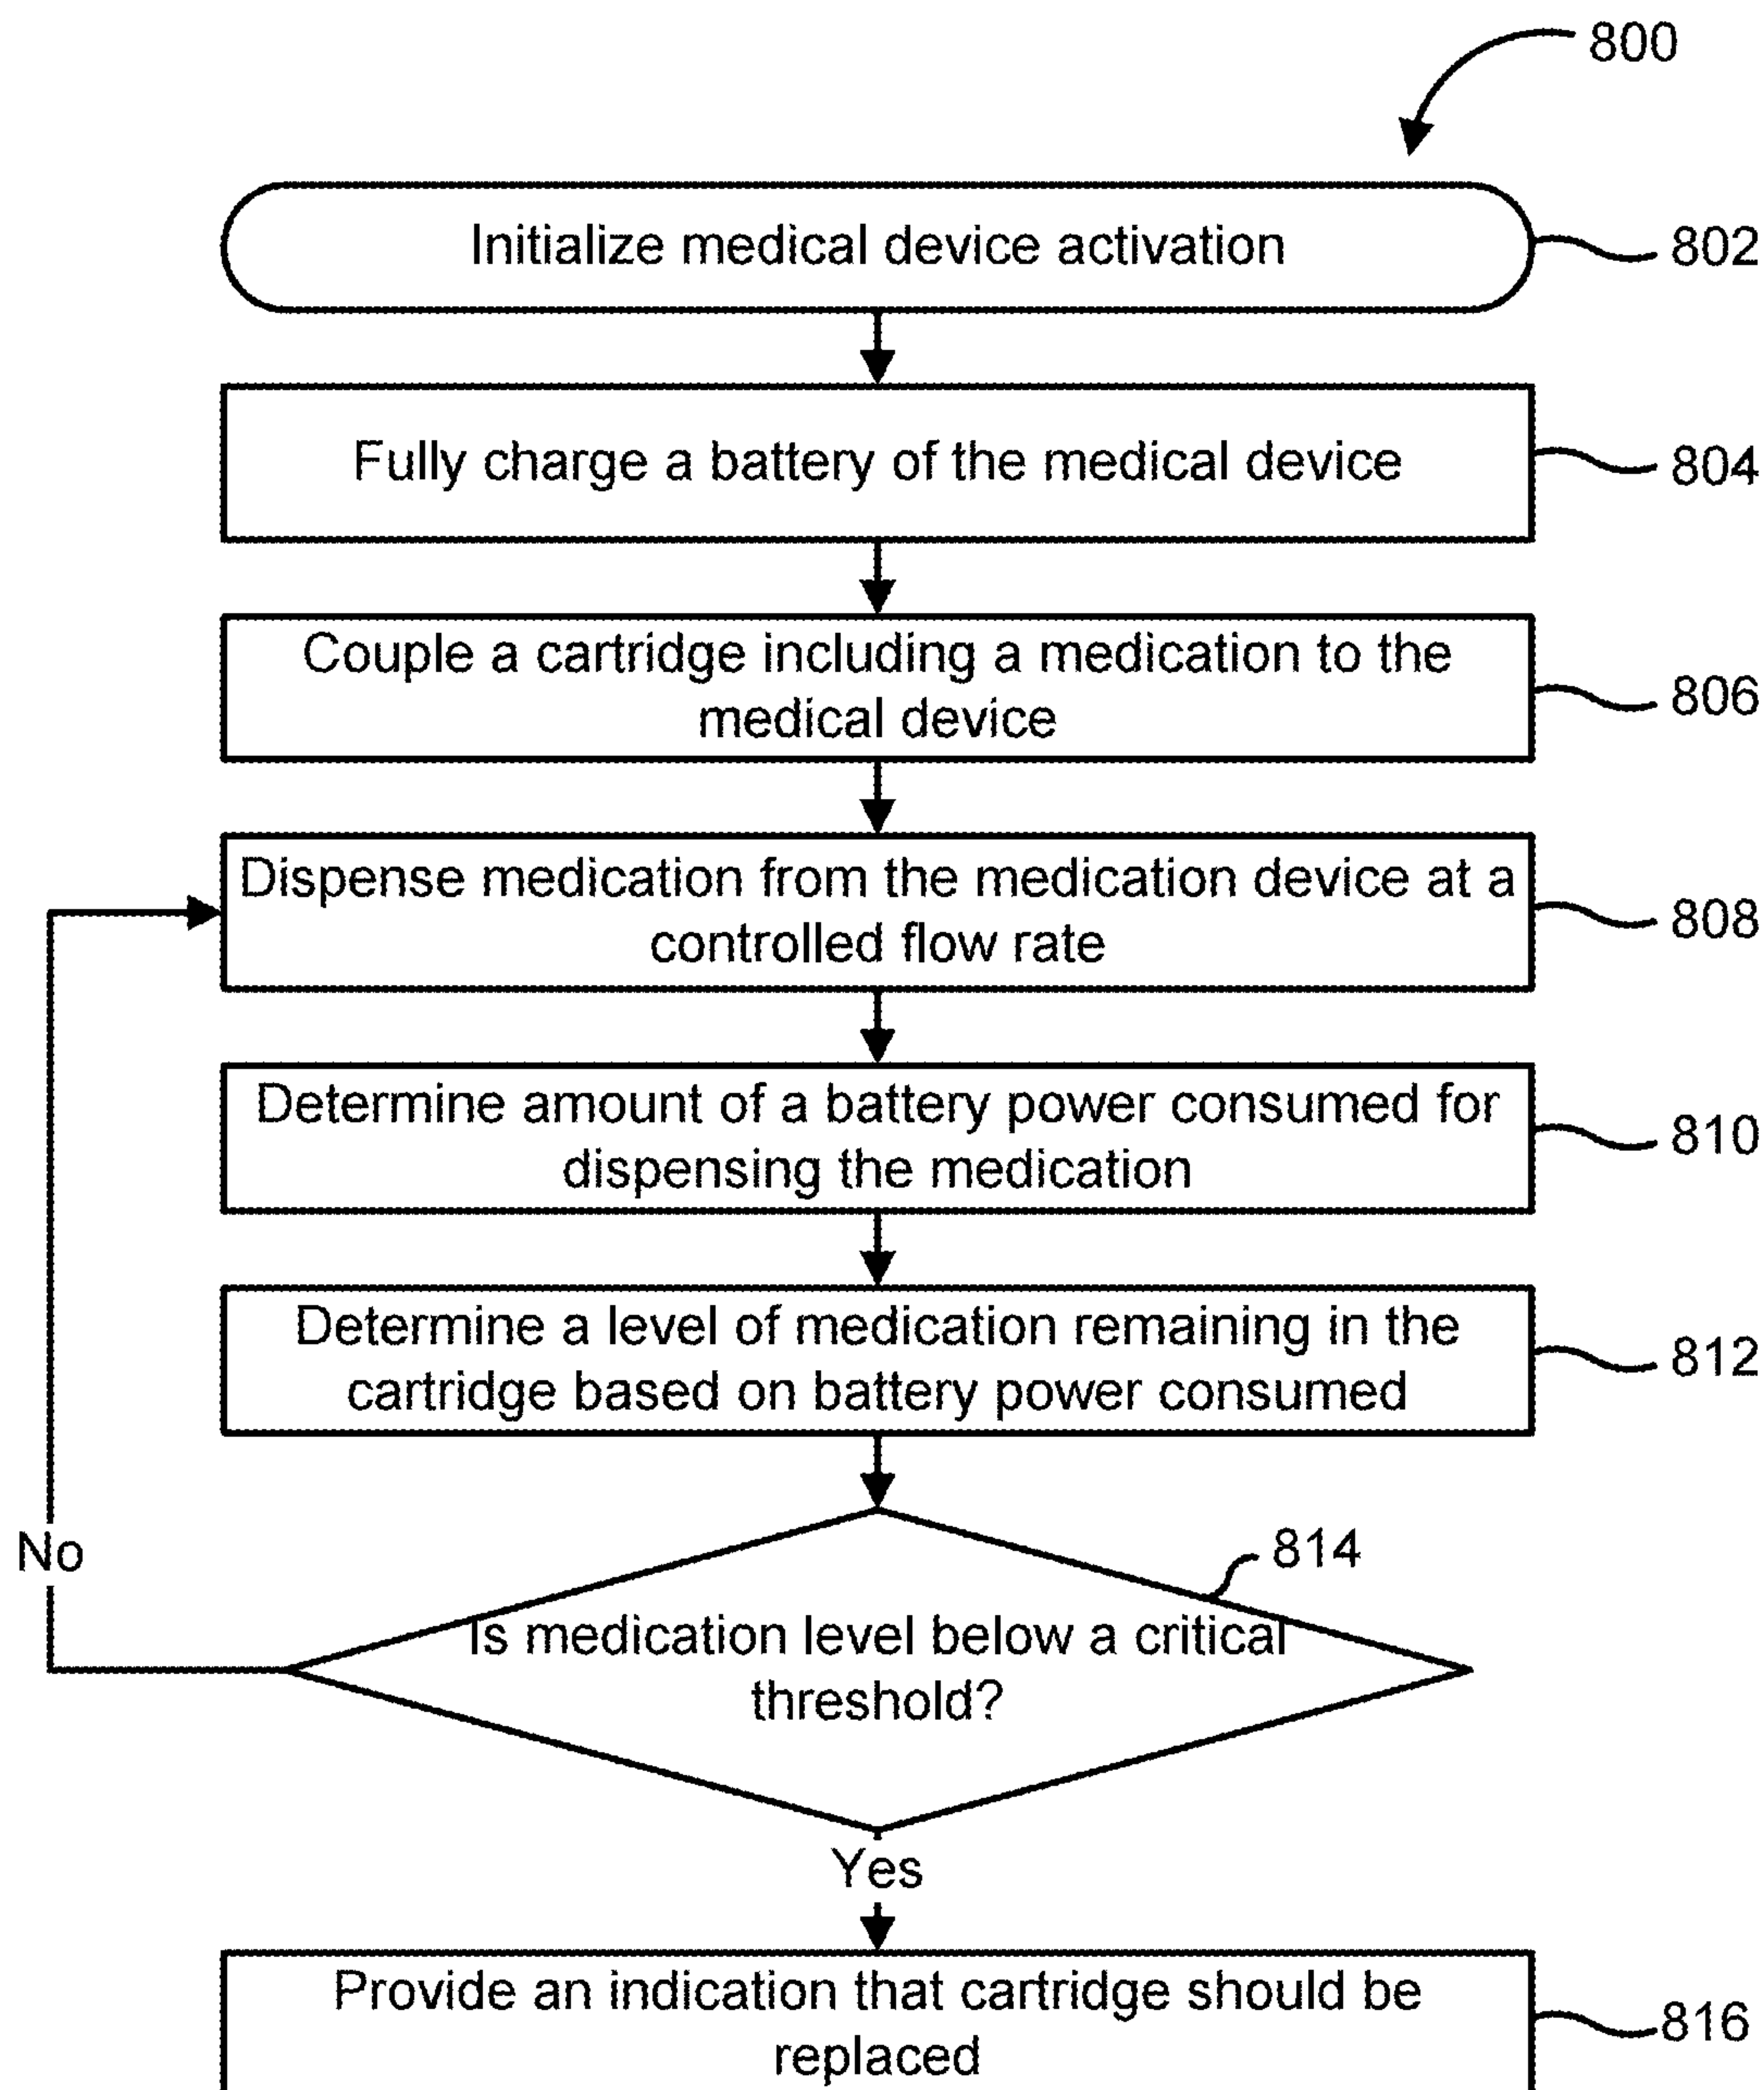 800
Initialize medical device activation
802
Fully charge a battery of the medical device
804
Couple a cartridge including a medication to the
medical device
806
Dispense medication from the medication device at a
controlled flow rate
808
Determine amount of a battery power consumed for
dispensing the medication
810
Determine a level of medication remaining in the
cartridge based on battery power consumed
812
No
814
Is medication level below a critical
threshold?
Yes
Provide an indication that cartridge should be
replaced
816